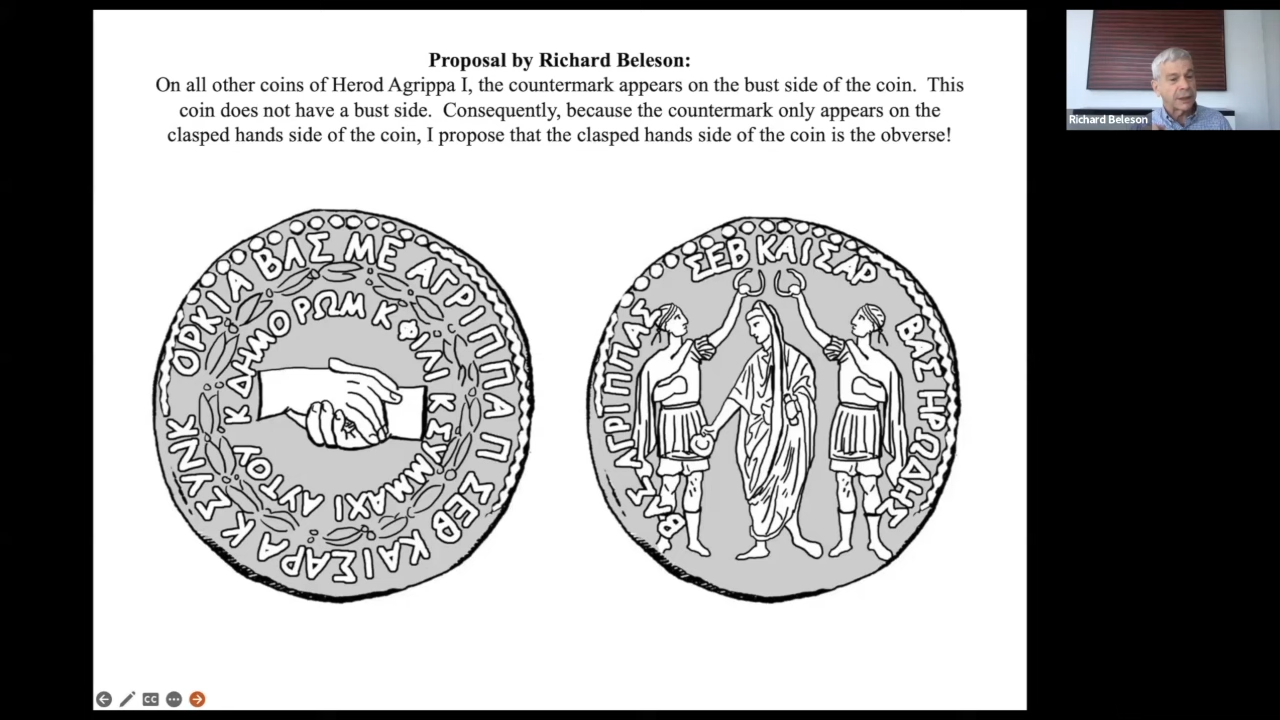 Proposal by Richard Beleson:
On all other coins of Herod Agrippa I, the countermark appears on the bust side of the coin.  This
coin does not have a bust side.  Consequently, because the countermark only appears on the
clasped hands side of the coin, I propose that the clasped hands side of the coin is the obverse!
ΟΡΚΙΑ ΒΑΣ ΜΕ ΑΓΡΙΠΠΑ Π ΣΕΒ ΚΑΙΣΑΡΑ Κ ΣΥΝΚ
Κ ΔΗΜΟ ΡΩΜ Κ ΦΙΛΙ Κ ΣΥΜΜΑΧΙ ΑΥΤΟΥ
ΒΑΣ ΑΓΡΙΠΠΑΣ ΣΕΒ ΚΑΙΣΑΡ ΒΑΣ ΗΡΩΔΗΣ
Richard Beleson
CC